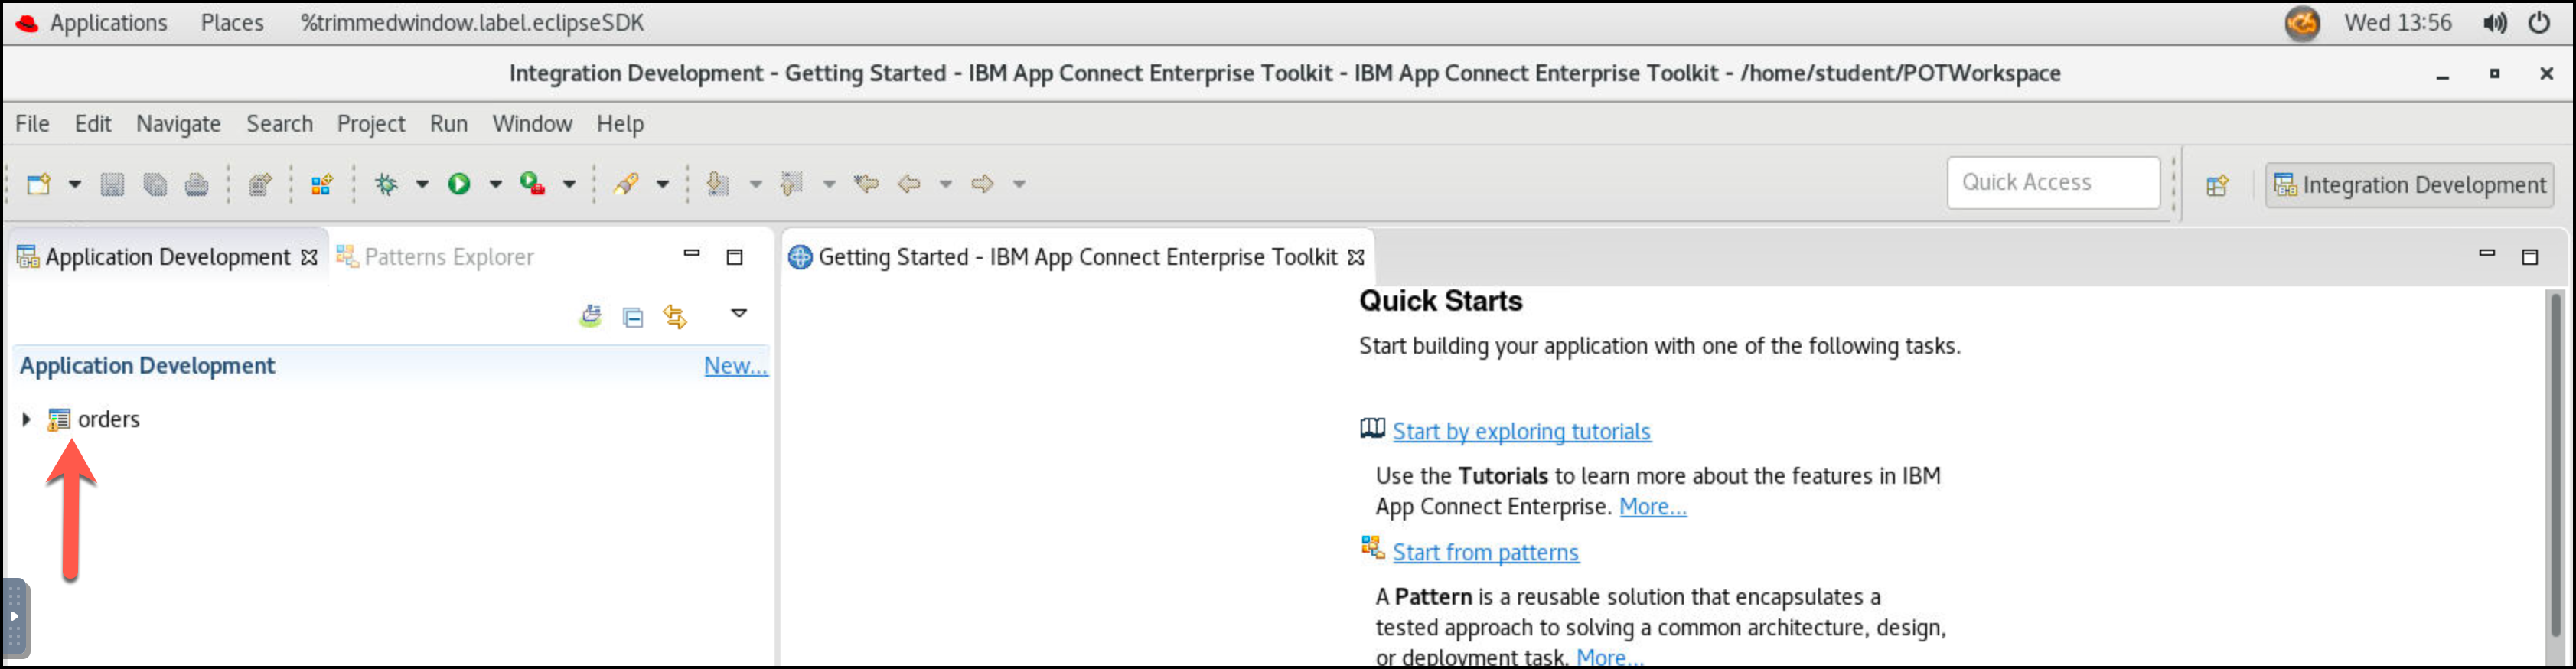 Applications Places %trimmedwindow.label.eclipseSDK Wed 13:56
Integration Development - Getting Started - IBM App Connect Enterprise Toolkit - IBM App Connect Enterprise Toolkit - /home/student/POTWorkspace
File Edit Navigate Search Project Run Window Help
Quick Access Integration Development
Application Development Patterns Explorer
Application Development New...
orders
Getting Started - IBM App Connect Enterprise Toolkit
Quick Starts
Start building your application with one of the following tasks.
Start by exploring tutorials
Use the Tutorials to learn more about the features in IBM
App Connect Enterprise. More...
Start from patterns
A Pattern is a reusable solution that encapsulates a
tested approach to solving a common architecture, design,
or deployment task. More...